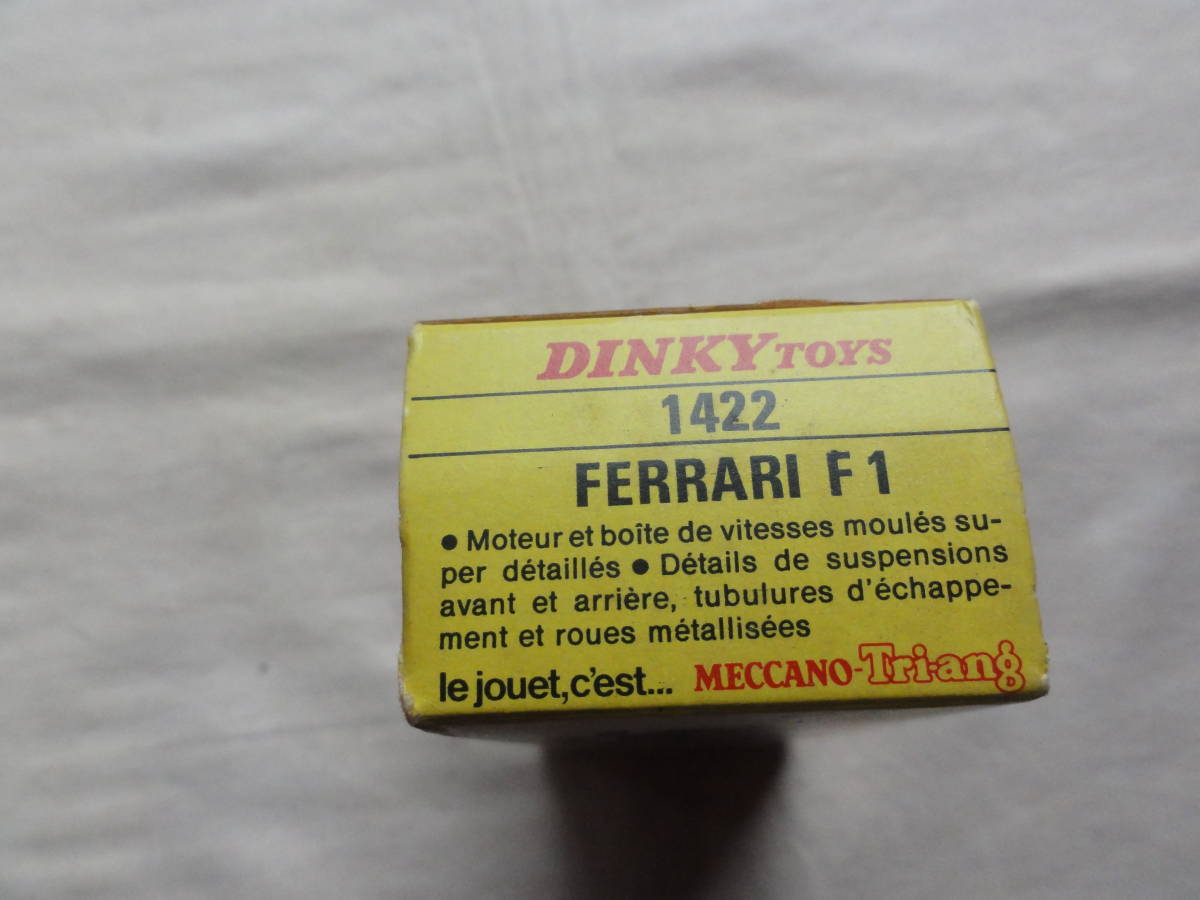 DINKY TOYS
1422
FERRARI F1
● Moteur et boîte de vitesses moulés su-
per détaillés ● Détails de suspensions
avant et arrière, tubulures d'échappe-
ment et roues métallisées
le jouet, c'est... MECCANO-Tri-ang